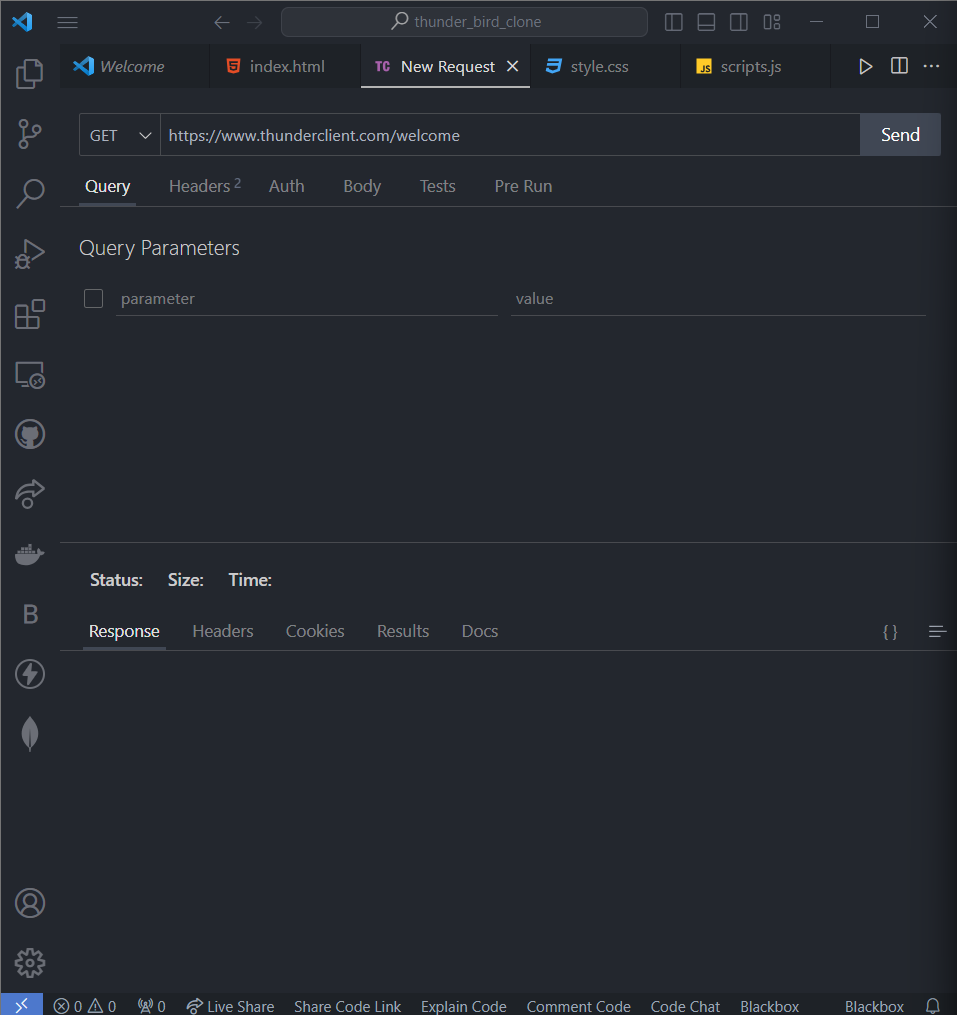 thunder_bird_clone
Welcome index.html TC New Request style.css JS scripts.js
GET https://www.thunderclient.com/welcome Send
Query Headers 2 Auth Body Tests Pre Run
Query Parameters
parameter value
Status: Size: Time:
Response Headers Cookies Results Docs { }
B
0 0 0 Live Share Share Code Link Explain Code Comment Code Code Chat Blackbox Blackbox